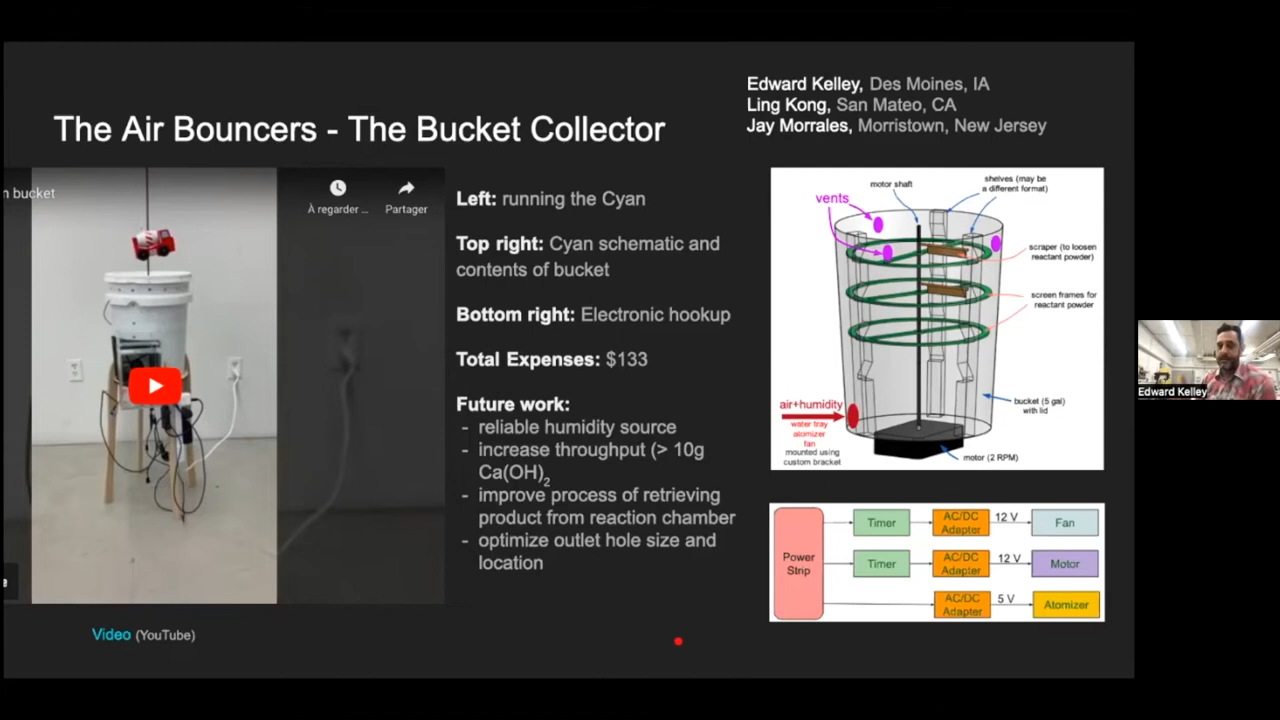 Edward Kelley, Des Moines, IA
Ling Kong, San Mateo, CA
Jay Morrales, Morristown, New Jersey
The Air Bouncers - The Bucket Collector
n bucket
À regarder ...
Partager
Left: running the Cyan
Top right: Cyan schematic and
contents of bucket
Bottom right: Electronic hookup
Total Expenses: $133
Future work:
- reliable humidity source
- increase throughput (> 10g
Ca(OH)2
- improve process of retrieving
product from reaction chamber
- optimize outlet hole size and
location
Video (YouTube)
motor shaft
shelves (may be
a different format)
vents
scraper (to loosen
reactant powder)
screen frames for
reactant powder
air+humidity
water tray
atomizer
fan
mounted using
custom bracket
bucket (5 gal)
with lid
motor (2 RPM)
Power
Strip
Timer
AC/DC
Adapter
12 V
Fan
Timer
AC/DC
Adapter
12 V
Motor
AC/DC
Adapter
5 V
Atomizer
Edward Kelley